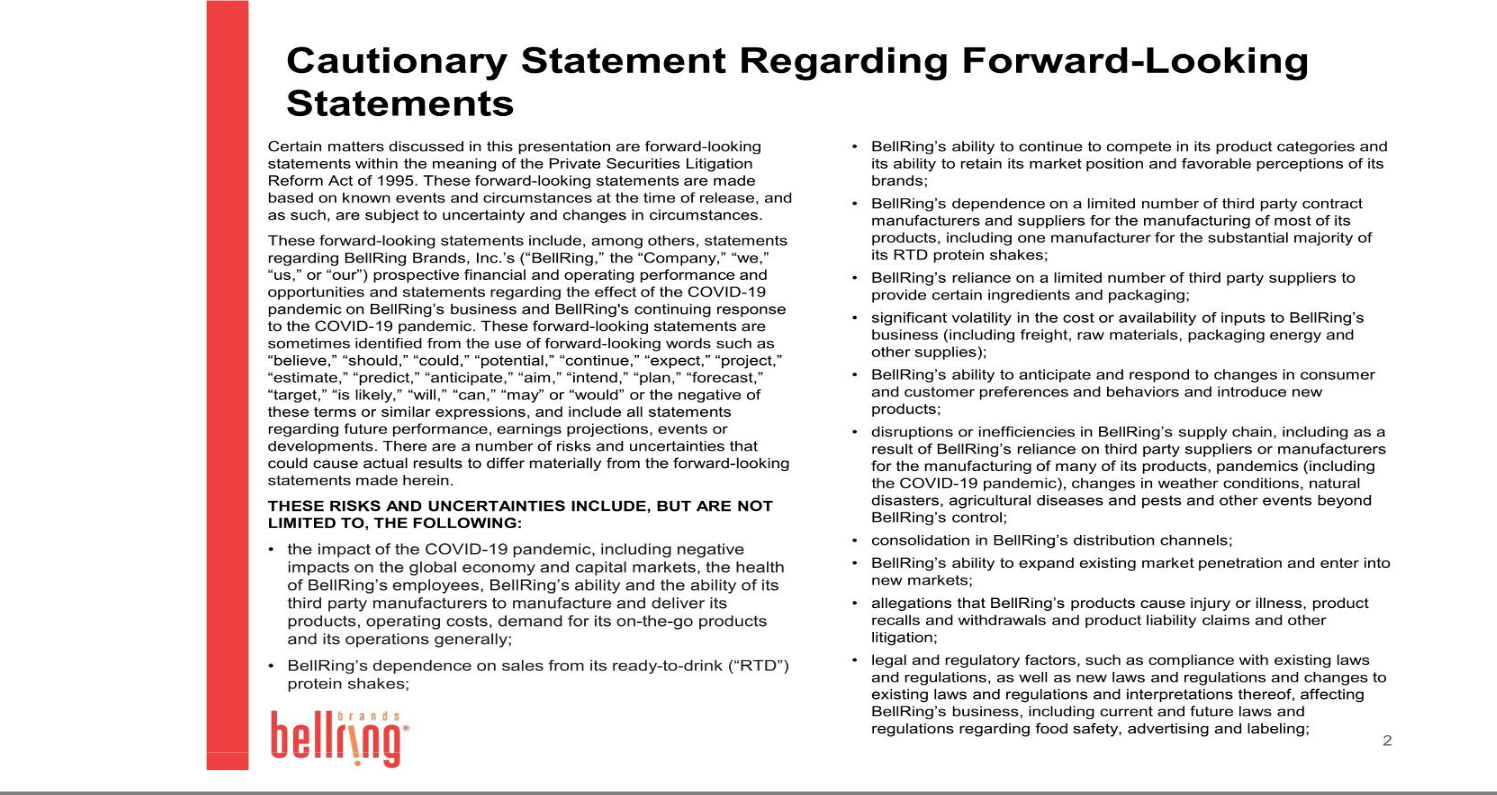 Cautionary Statement Regarding Forward-Looking
Statements
Certain matters discussed in this presentation are forward-looking
statements within the meaning of the Private Securities Litigation
Reform Act of 1995. These forward-looking statements are made
based on known events and circumstances at the time of release, and
as such, are subject to uncertainty and changes in circumstances.
These forward-looking statements include, among others, statements
regarding BellRing Brands, Inc.’s (“BellRing,” the “Company,” “we,”
“us,” or “our”) prospective financial and operating performance and
opportunities and statements regarding the effect of the COVID-19
pandemic on BellRing’s business and BellRing's continuing response
to the COVID-19 pandemic. These forward-looking statements are
sometimes identified from the use of forward-looking words such as
“believe,” “should,” “could,” “potential,” “continue,” “expect,” “project,”
“estimate,” “predict,” “anticipate,” “aim,” “intend,” “plan,” “forecast,”
“target,” “is likely,” “will,” “can,” “may” or “would” or the negative of
these terms or similar expressions, and include all statements
regarding future performance, earnings projections, events or
developments. There are a number of risks and uncertainties that
could cause actual results to differ materially from the forward-looking
statements made herein.
THESE RISKS AND UNCERTAINTIES INCLUDE, BUT ARE NOT
LIMITED TO, THE FOLLOWING:
• the impact of the COVID-19 pandemic, including negative
impacts on the global economy and capital markets, the health
of BellRing’s employees, BellRing’s ability and the ability of its
third party manufacturers to manufacture and deliver its
products, operating costs, demand for its on-the-go products
and its operations generally;
• BellRing’s dependence on sales from its ready-to-drink (“RTD”)
protein shakes;
• BellRing’s ability to continue to compete in its product categories and
its ability to retain its market position and favorable perceptions of its
brands;
• BellRing’s dependence on a limited number of third party contract
manufacturers and suppliers for the manufacturing of most of its
products, including one manufacturer for the substantial majority of
its RTD protein shakes;
• BellRing’s reliance on a limited number of third party suppliers to
provide certain ingredients and packaging;
• significant volatility in the cost or availability of inputs to BellRing’s
business (including freight, raw materials, packaging energy and
other supplies);
• BellRing’s ability to anticipate and respond to changes in consumer
and customer preferences and behaviors and introduce new
products;
• disruptions or inefficiencies in BellRing’s supply chain, including as a
result of BellRing’s reliance on third party suppliers or manufacturers
for the manufacturing of many of its products, pandemics (including
the COVID-19 pandemic), changes in weather conditions, natural
disasters, agricultural diseases and pests and other events beyond
BellRing’s control;
• consolidation in BellRing’s distribution channels;
• BellRing’s ability to expand existing market penetration and enter into
new markets;
• allegations that BellRing’s products cause injury or illness, product
recalls and withdrawals and product liability claims and other
litigation;
• legal and regulatory factors, such as compliance with existing laws
and regulations, as well as new laws and regulations and changes to
existing laws and regulations and interpretations thereof, affecting
BellRing’s business, including current and future laws and
regulations regarding food safety, advertising and labeling;
brands
bellring®
2